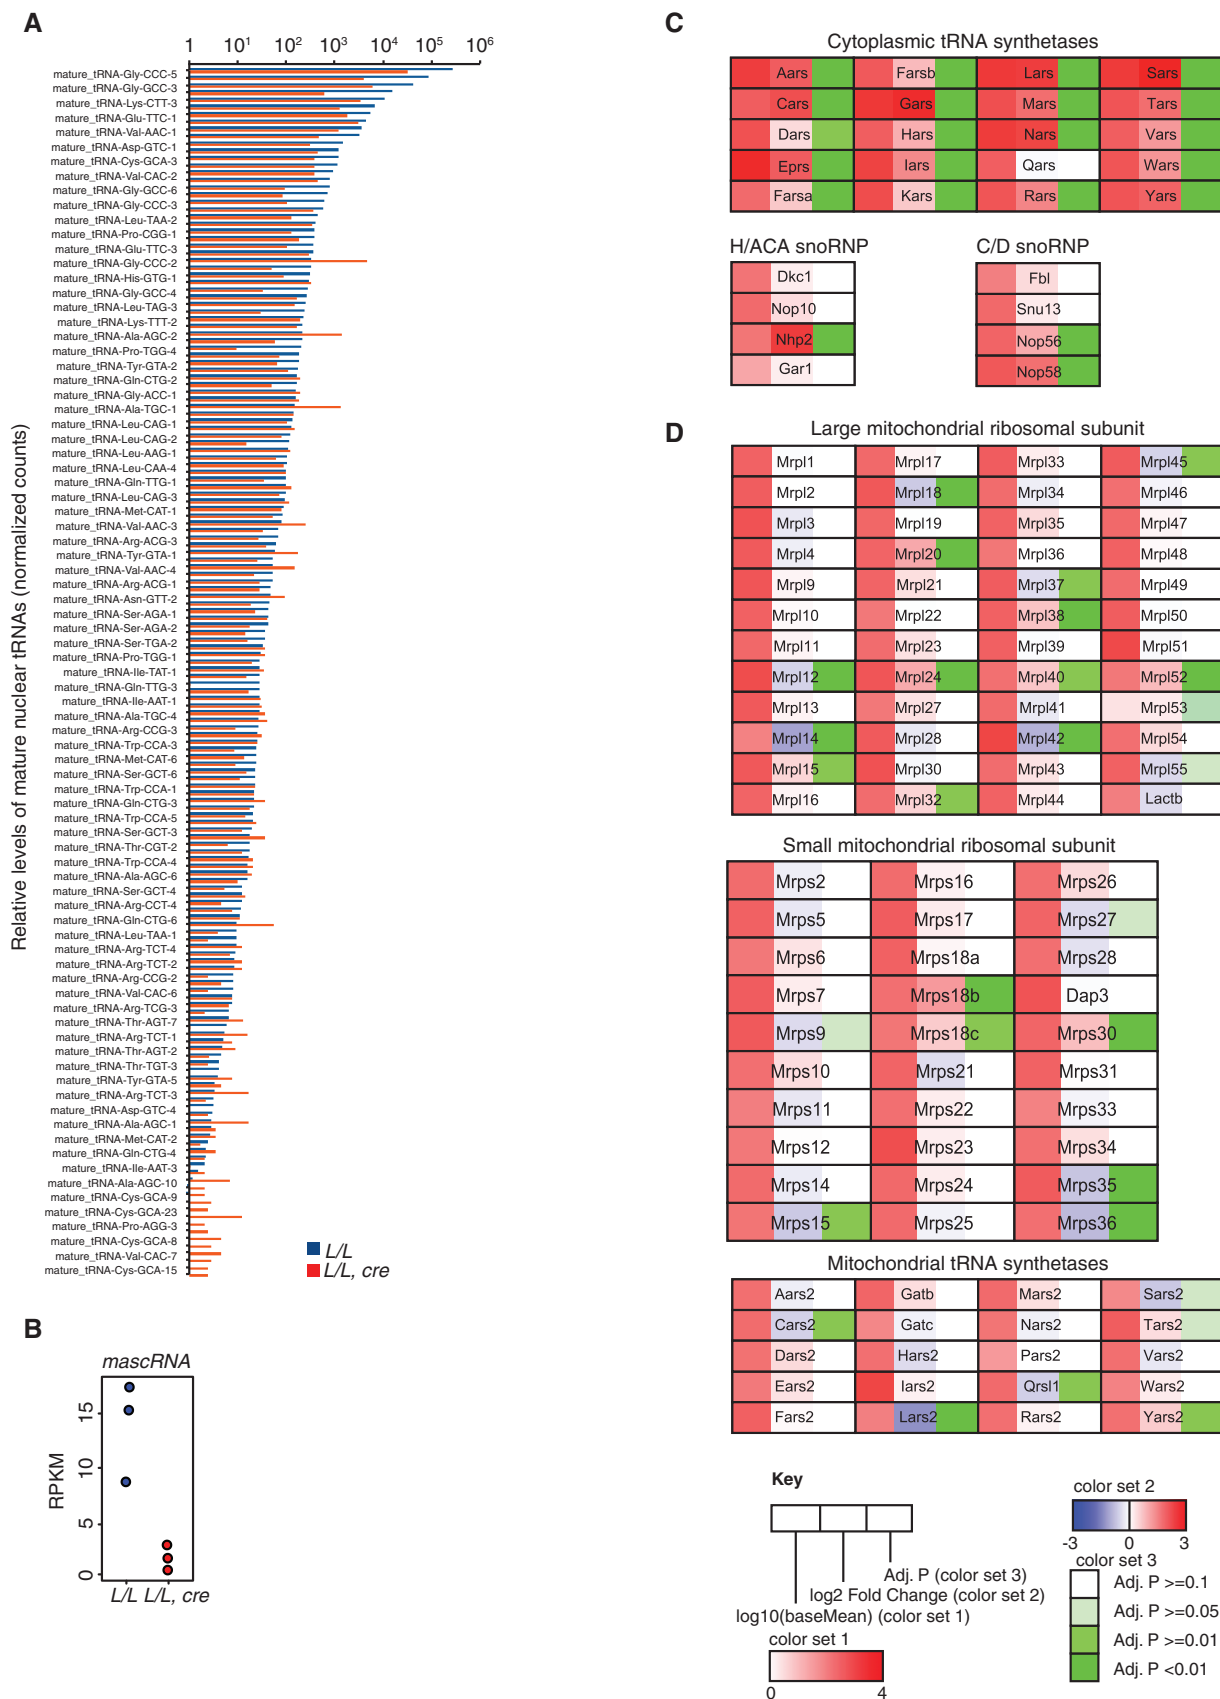 A
1 10¹ 10² 10³ 10⁴ 10⁵ 10⁶
Relative levels of mature nuclear tRNAs (normalized counts)
mature_tRNA-Gly-CCC-5
mature_tRNA-Gly-GCC-3
mature_tRNA-Lys-CTT-3
mature_tRNA-Glu-TTC-1
mature_tRNA-Val-AAC-1
mature_tRNA-Asp-GTC-1
mature_tRNA-Cys-GCA-3
mature_tRNA-Val-CAC-2
mature_tRNA-Gly-GCC-6
mature_tRNA-Gly-CCC-3
mature_tRNA-Leu-TAA-2
mature_tRNA-Pro-CGG-1
mature_tRNA-Glu-TTC-3
mature_tRNA-Gly-CCC-2
mature_tRNA-His-GTG-1
mature_tRNA-Gly-GCC-4
mature_tRNA-Leu-TAG-3
mature_tRNA-Lys-TTT-2
mature_tRNA-Ala-AGC-2
mature_tRNA-Pro-TGG-4
mature_tRNA-Tyr-GTA-2
mature_tRNA-Gln-CTG-2
mature_tRNA-Gly-ACC-1
mature_tRNA-Ala-TGC-1
mature_tRNA-Leu-CAG-1
mature_tRNA-Leu-CAG-2
mature_tRNA-Leu-AAG-1
mature_tRNA-Leu-CAA-4
mature_tRNA-Gln-TTG-1
mature_tRNA-Leu-CAG-3
mature_tRNA-Met-CAT-1
mature_tRNA-Val-AAC-3
mature_tRNA-Arg-ACG-3
mature_tRNA-Tyr-GTA-1
mature_tRNA-Val-AAC-4
mature_tRNA-Arg-ACG-1
mature_tRNA-Asn-GTT-2
mature_tRNA-Ser-AGA-1
mature_tRNA-Ser-AGA-2
mature_tRNA-Ser-TGA-2
mature_tRNA-Pro-TGG-1
mature_tRNA-Ile-TAT-1
mature_tRNA-Gln-TTG-3
mature_tRNA-Ile-AAT-1
mature_tRNA-Ala-TGC-4
mature_tRNA-Arg-CCG-3
mature_tRNA-Trp-CCA-3
mature_tRNA-Met-CAT-6
mature_tRNA-Ser-GCT-6
mature_tRNA-Trp-CCA-1
mature_tRNA-Gln-CTG-3
mature_tRNA-Trp-CCA-5
mature_tRNA-Ser-GCT-3
mature_tRNA-Thr-CGT-2
mature_tRNA-Trp-CCA-4
mature_tRNA-Ala-AGC-6
mature_tRNA-Ser-GCT-4
mature_tRNA-Arg-CCT-4
mature_tRNA-Gln-CTG-6
mature_tRNA-Leu-TAA-1
mature_tRNA-Arg-TCT-4
mature_tRNA-Arg-TCT-2
mature_tRNA-Arg-CCG-2
mature_tRNA-Val-CAC-6
mature_tRNA-Arg-TCG-3
mature_tRNA-Thr-AGT-7
mature_tRNA-Arg-TCT-1
mature_tRNA-Thr-AGT-2
mature_tRNA-Thr-TGT-3
mature_tRNA-Tyr-GTA-5
mature_tRNA-Arg-TCT-3
mature_tRNA-Asp-GTC-4
mature_tRNA-Ala-AGC-1
mature_tRNA-Met-CAT-2
mature_tRNA-Gln-CTG-4
mature_tRNA-Ile-AAT-3
mature_tRNA-Ala-AGC-10
mature_tRNA-Cys-GCA-9
mature_tRNA-Cys-GCA-23
mature_tRNA-Pro-AGG-3
mature_tRNA-Cys-GCA-8
mature_tRNA-Val-CAC-7
mature_tRNA-Cys-GCA-15
L/L
L/L, cre
B
mascRNA
RPKM
15
10
5
0
L/L L/L, cre
C
Cytoplasmic tRNA synthetases
Aars Farsb Lars Sars
Cars Gars Mars Tars
Dars Hars Nars Vars
Eprs Iars Qars Wars
Farsa Kars Rars Yars
H/ACA snoRNP
Dkc1
Nop10
Nhp2
Gar1
C/D snoRNP
Fbl
Snu13
Nop56
Nop58
D
Large mitochondrial ribosomal subunit
Mrpl1 Mrpl17 Mrpl33 Mrpl45
Mrpl2 Mrpl18 Mrpl34 Mrpl46
Mrpl3 Mrpl19 Mrpl35 Mrpl47
Mrpl4 Mrpl20 Mrpl36 Mrpl48
Mrpl9 Mrpl21 Mrpl37 Mrpl49
Mrpl10 Mrpl22 Mrpl38 Mrpl50
Mrpl11 Mrpl23 Mrpl39 Mrpl51
Mrpl12 Mrpl24 Mrpl40 Mrpl52
Mrpl13 Mrpl27 Mrpl41 Mrpl53
Mrpl14 Mrpl28 Mrpl42 Mrpl54
Mrpl15 Mrpl30 Mrpl43 Mrpl55
Mrpl16 Mrpl32 Mrpl44 Lactb
Small mitochondrial ribosomal subunit
Mrps2 Mrps16 Mrps26
Mrps5 Mrps17 Mrps27
Mrps6 Mrps18a Mrps28
Mrps7 Mrps18b Dap3
Mrps9 Mrps18c Mrps30
Mrps10 Mrps21 Mrps31
Mrps11 Mrps22 Mrps33
Mrps12 Mrps23 Mrps34
Mrps14 Mrps24 Mrps35
Mrps15 Mrps25 Mrps36
Mitochondrial tRNA synthetases
Aars2 Gatb Mars2 Sars2
Cars2 Gatc Nars2 Tars2
Dars2 Hars2 Pars2 Vars2
Ears2 Iars2 Qrsl1 Wars2
Fars2 Lars2 Rars2 Yars2
Key
Adj. P (color set 3)
log2 Fold Change (color set 2)
log10(baseMean) (color set 1)
color set 1
0 4
color set 2
-3 0 3
color set 3
Adj. P >=0.1
Adj. P >=0.05
Adj. P >=0.01
Adj. P <0.01